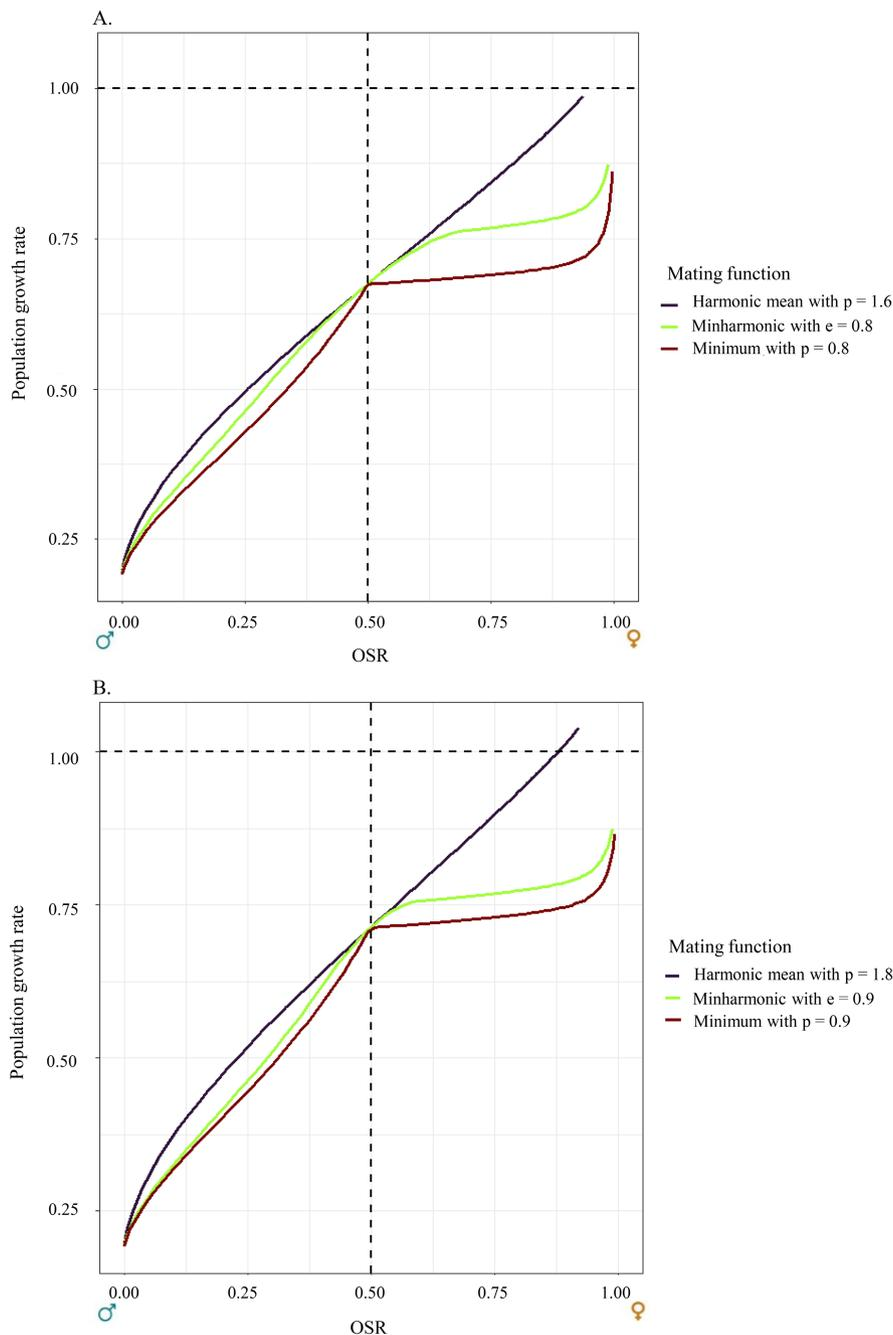 A.
1.00
0.75
0.50
0.25
Population growth rate
0.00 0.25 0.50 0.75 1.00
♂ ♀
OSR
Mating function
Harmonic mean with p = 1.6
Minharmonic with e = 0.8
Minimum with p = 0.8
B.
1.00
0.75
0.50
0.25
Population growth rate
0.00 0.25 0.50 0.75 1.00
♂ ♀
OSR
Mating function
Harmonic mean with p = 1.8
Minharmonic with e = 0.9
Minimum with p = 0.9